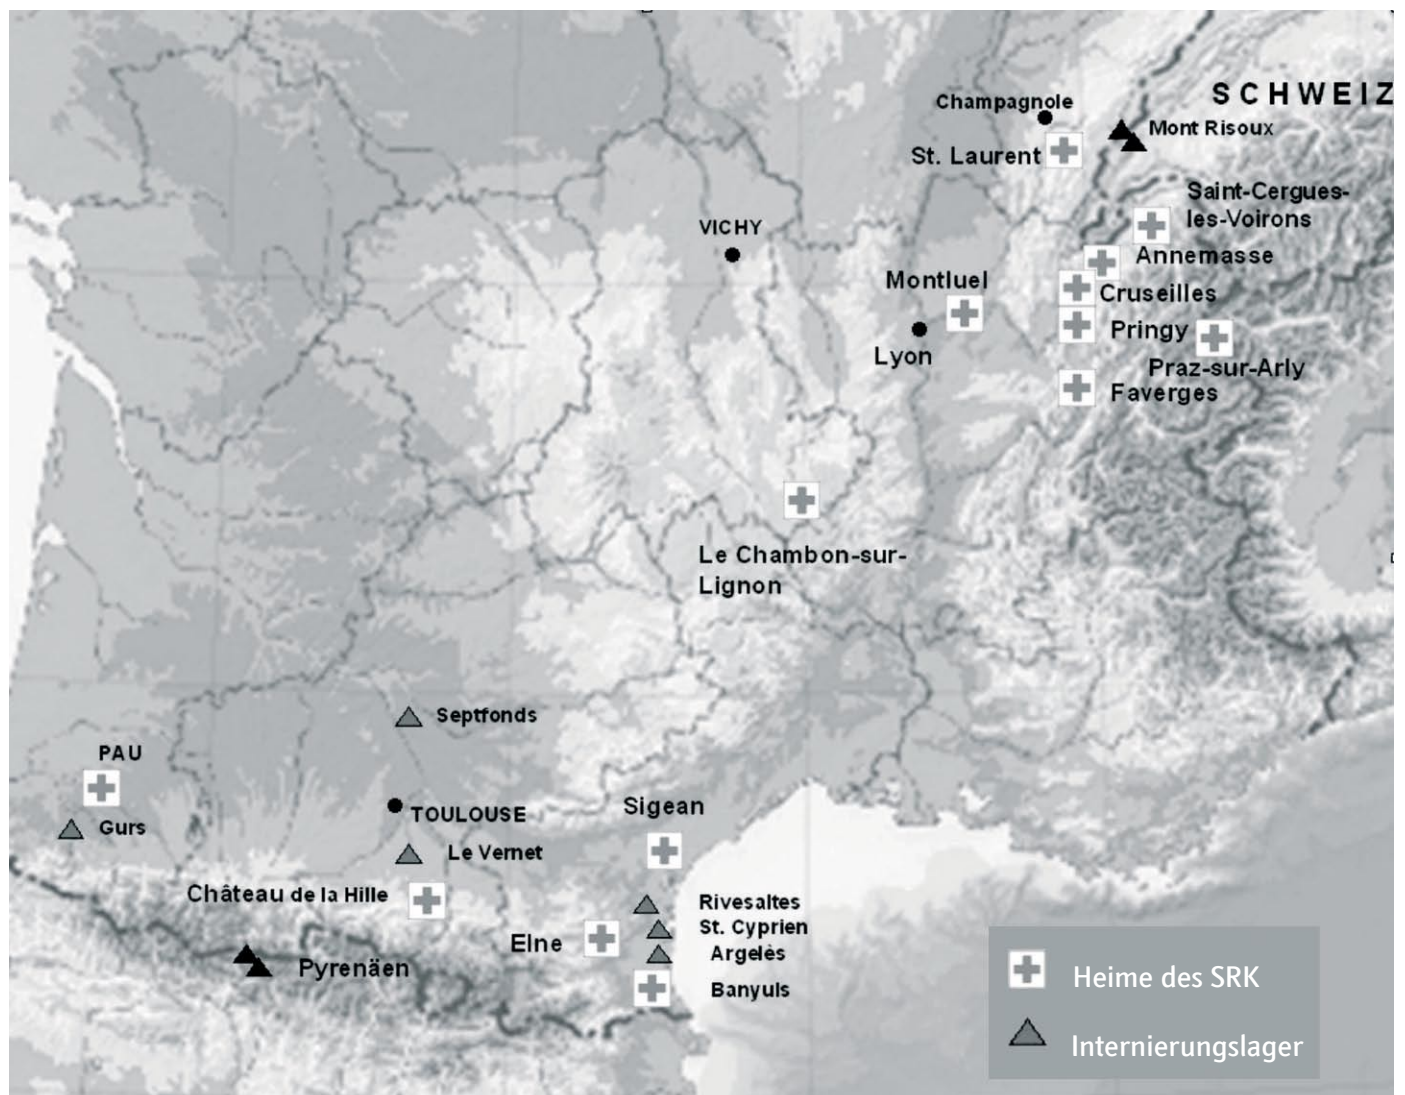 SCHWEIZ
Champagnole
Mont Risoux
St. Laurent
Saint-Cergues-
les-Voirons
VICHY
Annemasse
Montluel
Cruseilles
Pringy
Lyon
Praz-sur-Arly
Faverges
Le Chambon-sur-
Lignon
Septfonds
PAU
Sigean
TOULOUSE
Gurs
Le Vernet
Château de la Hille
Rivesaltes
St. Cyprien
Elne
Argelès
Pyrenäen
Banyuls
Heime des SRK
Internierungslager